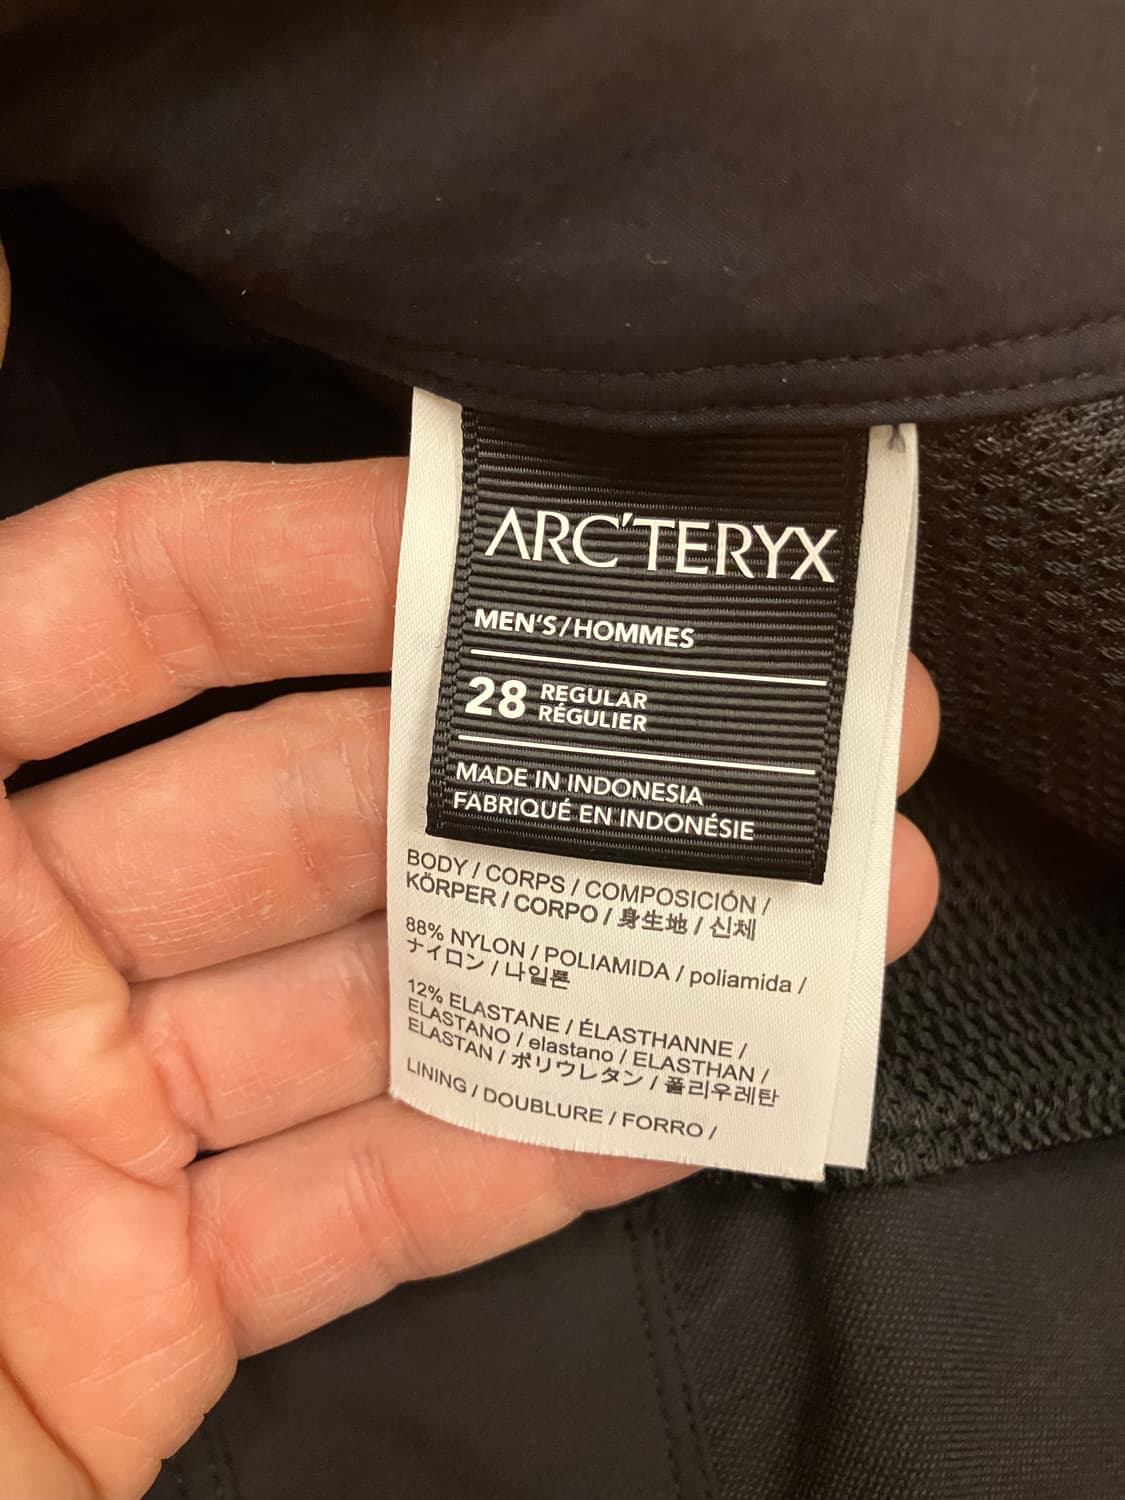 ARC'TERYX
MEN'S/HOMMES
28 REGULAR
RÉGULIER
MADE IN INDONESIA
FABRIQUÉ EN INDONÉSIE
BODY / CORPS / COMPOSICIÓN /
KÖRPER / CORPO / 身生地 / 신체
88% NYLON / POLIAMIDA / poliamida /
ナイロン / 나일론
12% ELASTANE / ÉLASTHANNE /
ELASTANO / elastano / ELASTHAN /
ELASTAN / ポリウレタン / 폴리우레탄
LINING / DOUBLURE / FORRO /